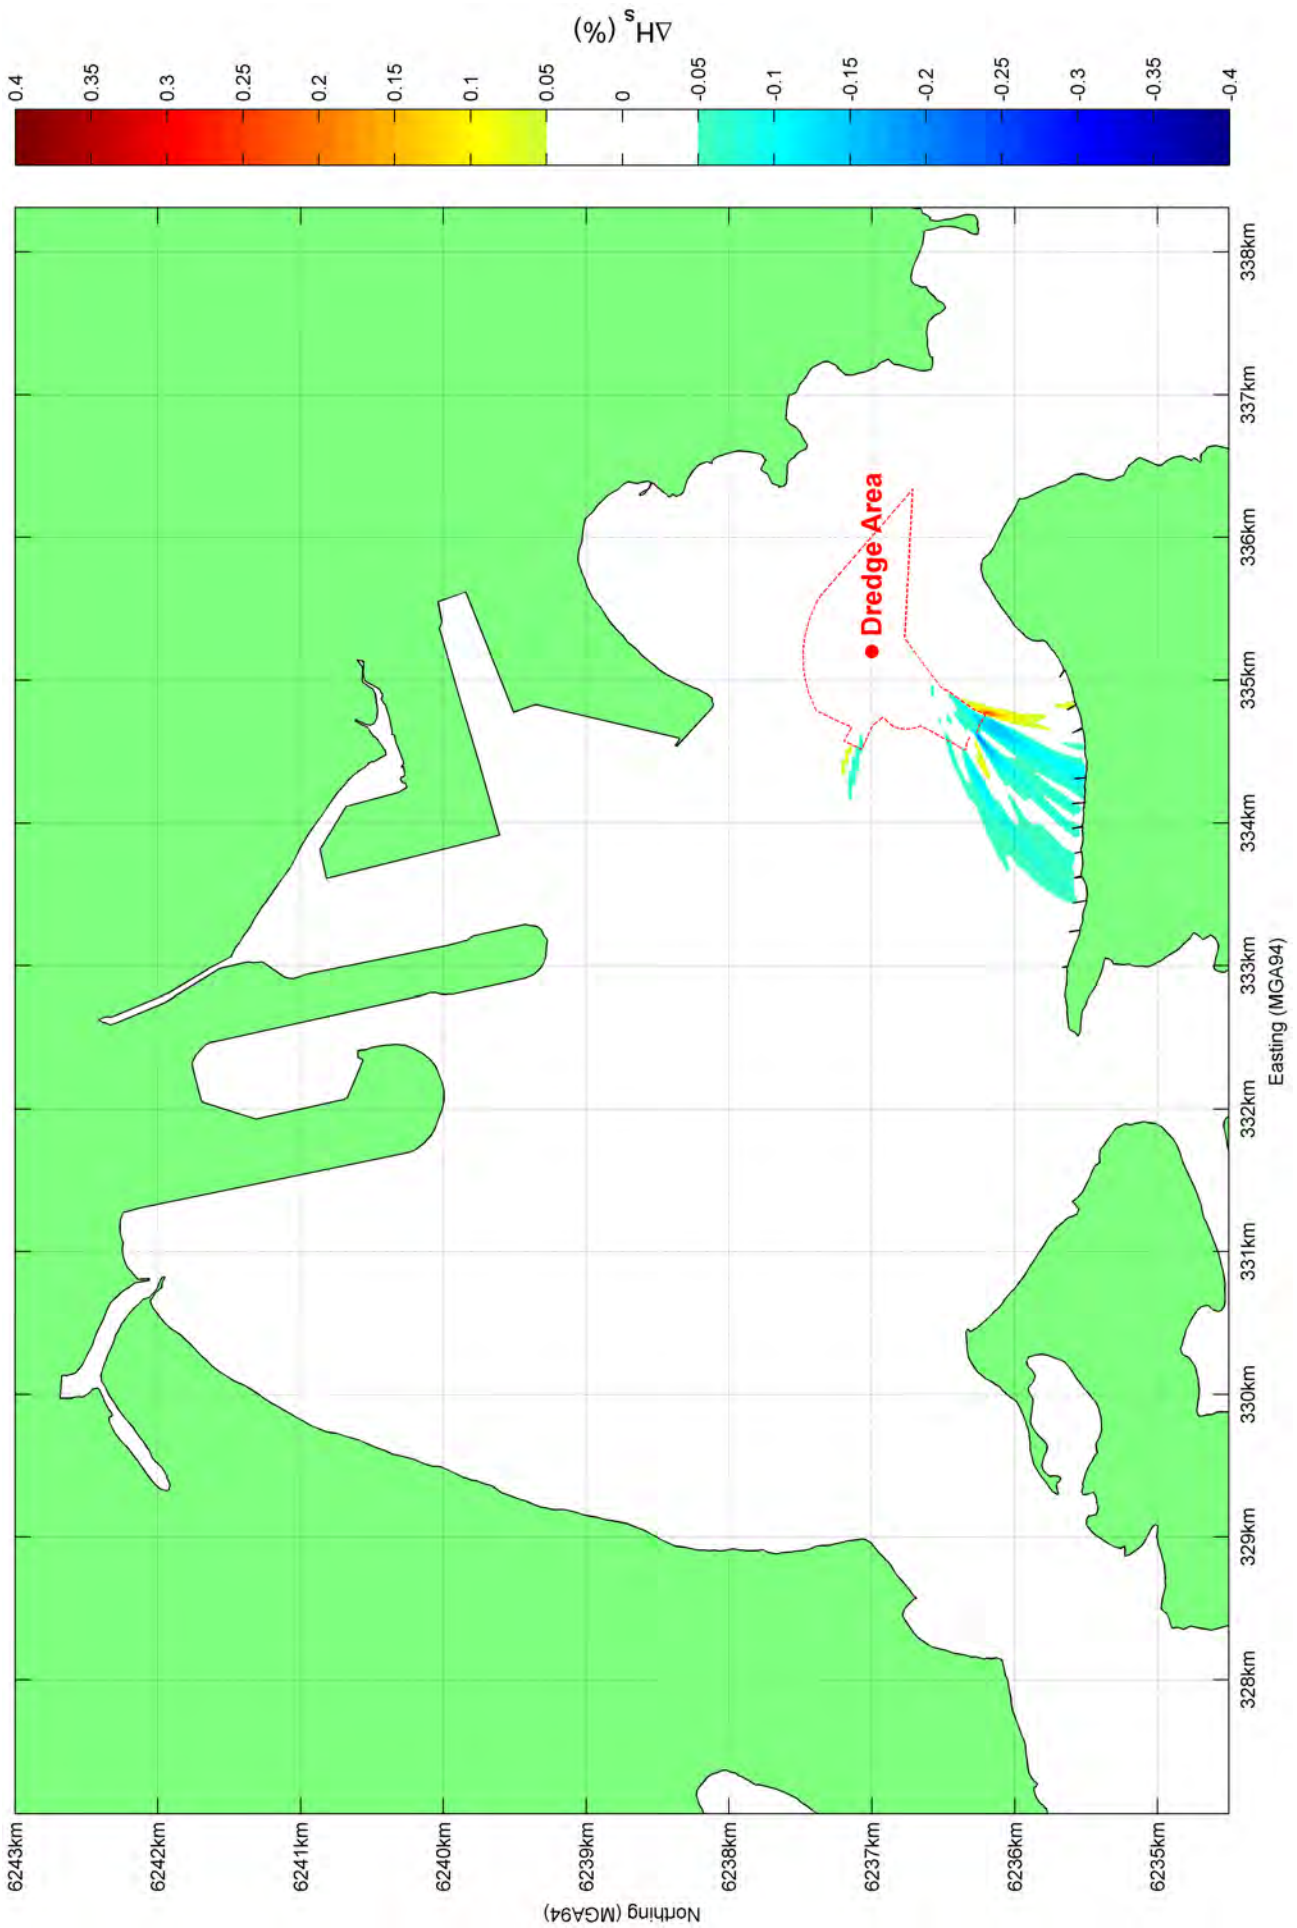 ΔHs (%)
0.4
0.35
0.3
0.25
0.2
0.15
0.1
0.05
0
-0.05
-0.1
-0.15
-0.2
-0.25
-0.3
-0.35
-0.4
Dredge Area
Northing (MGA94)
6243km
6242km
6241km
6240km
6239km
6238km
6237km
6236km
6235km
328km
329km
330km
331km
332km
333km
334km
335km
336km
337km
338km
Easting (MGA94)